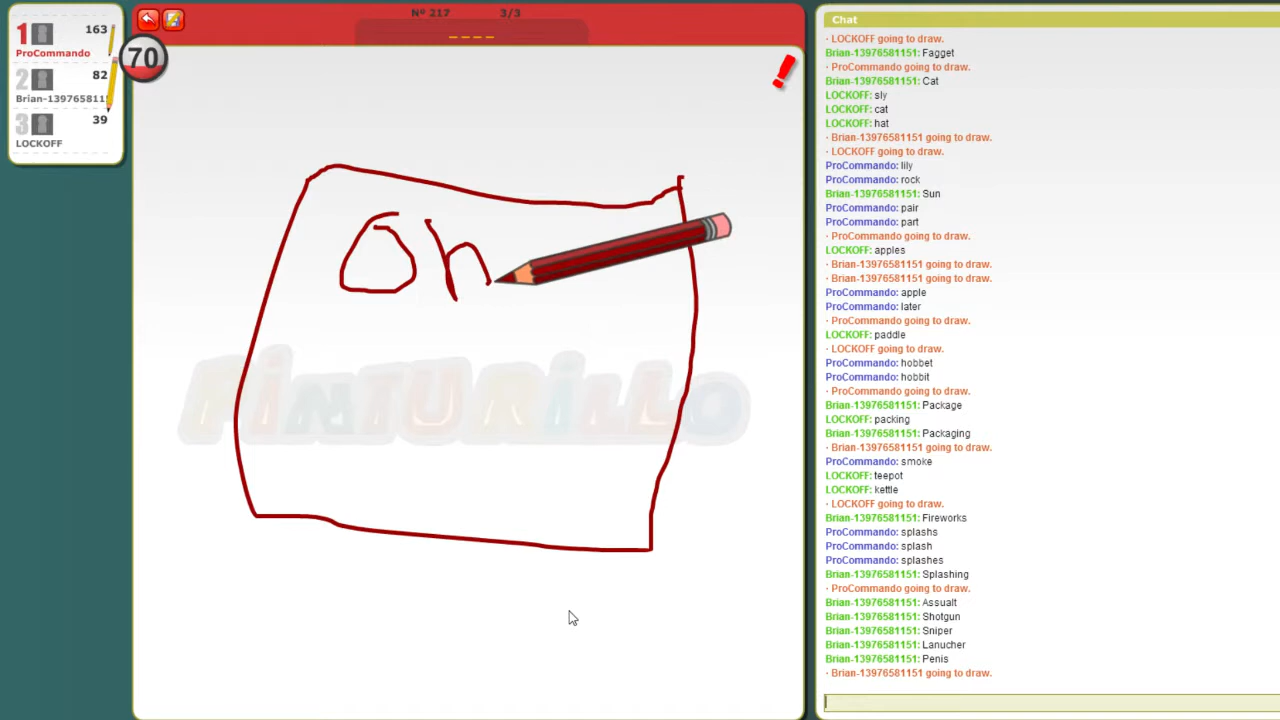 1
163
ProCommando
2
82
Brian-1397658115
3
39
LOCKOFF
70
Nº 217
3/3
_ _ _ _
Oh
PiNTURiLLO
Chat
· LOCKOFF going to draw.
Brian-13976581151: Fagget
· ProCommando going to draw.
Brian-13976581151: Cat
LOCKOFF: sly
LOCKOFF: cat
LOCKOFF: hat
· Brian-13976581151 going to draw.
· LOCKOFF going to draw.
ProCommando: lily
ProCommando: rock
Brian-13976581151: Sun
ProCommando: pair
ProCommando: part
· ProCommando going to draw.
LOCKOFF: apples
· Brian-13976581151 going to draw.
· Brian-13976581151 going to draw.
ProCommando: apple
ProCommando: later
· ProCommando going to draw.
LOCKOFF: paddle
· LOCKOFF going to draw.
ProCommando: hobbet
ProCommando: hobbit
· ProCommando going to draw.
Brian-13976581151: Package
LOCKOFF: packing
Brian-13976581151: Packaging
· Brian-13976581151 going to draw.
ProCommando: smoke
LOCKOFF: teepot
LOCKOFF: kettle
· LOCKOFF going to draw.
Brian-13976581151: Fireworks
ProCommando: splashs
ProCommando: splash
ProCommando: splashes
Brian-13976581151: Splashing
· ProCommando going to draw.
Brian-13976581151: Assualt
Brian-13976581151: Shotgun
Brian-13976581151: Sniper
Brian-13976581151: Lanucher
Brian-13976581151: Penis
· Brian-13976581151 going to draw.